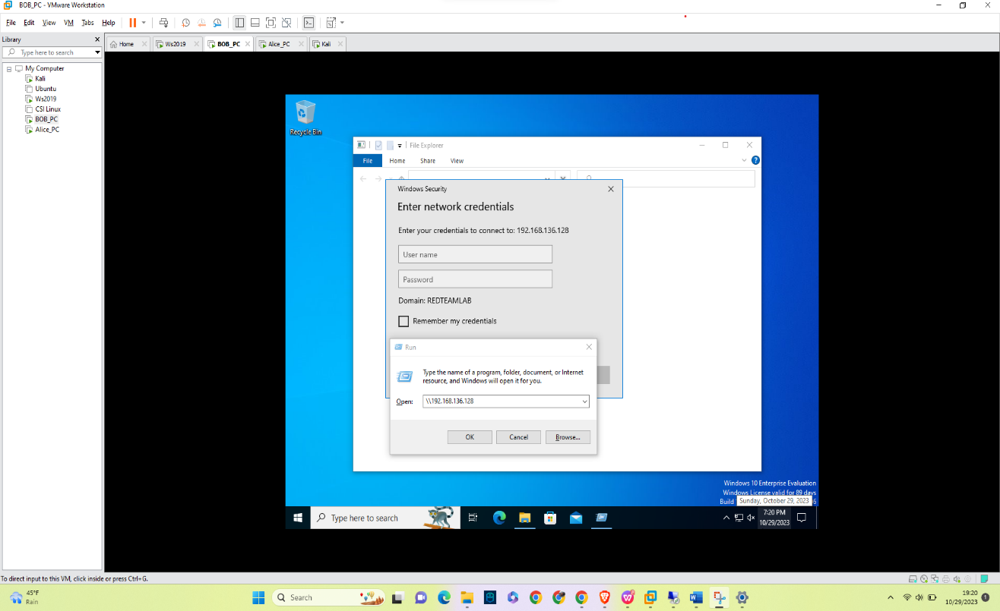 BOB_PC - VMware Workstation
File Edit View VM Tabs Help
Library
Type here to search
Home Ws2019 BOB_PC Alice_PC Kali
My Computer
Kali
Ubuntu
Ws2019
CSI Linux
BOB_PC
Alice_PC
Recycle Bin
File Explorer
File Home Share View
Windows Security
Enter network credentials
Enter your credentials to connect to: 192.168.136.128
User name
Password
Domain: REDTEAMLAB
Remember my credentials
Run
Type the name of a program, folder, document, or Internet
resource, and Windows will open it for you.
Open: \\192.168.136.128
OK Cancel Browse...
Windows 10 Enterprise Evaluation
Windows License valid for 89 days
Build
Sunday, October 29, 2023
6
Type here to search
7:20 PM
10/29/2023
To direct input to this VM, click inside or press Ctrl+G.
45°F
Rain
Search
19:20
10/29/2023